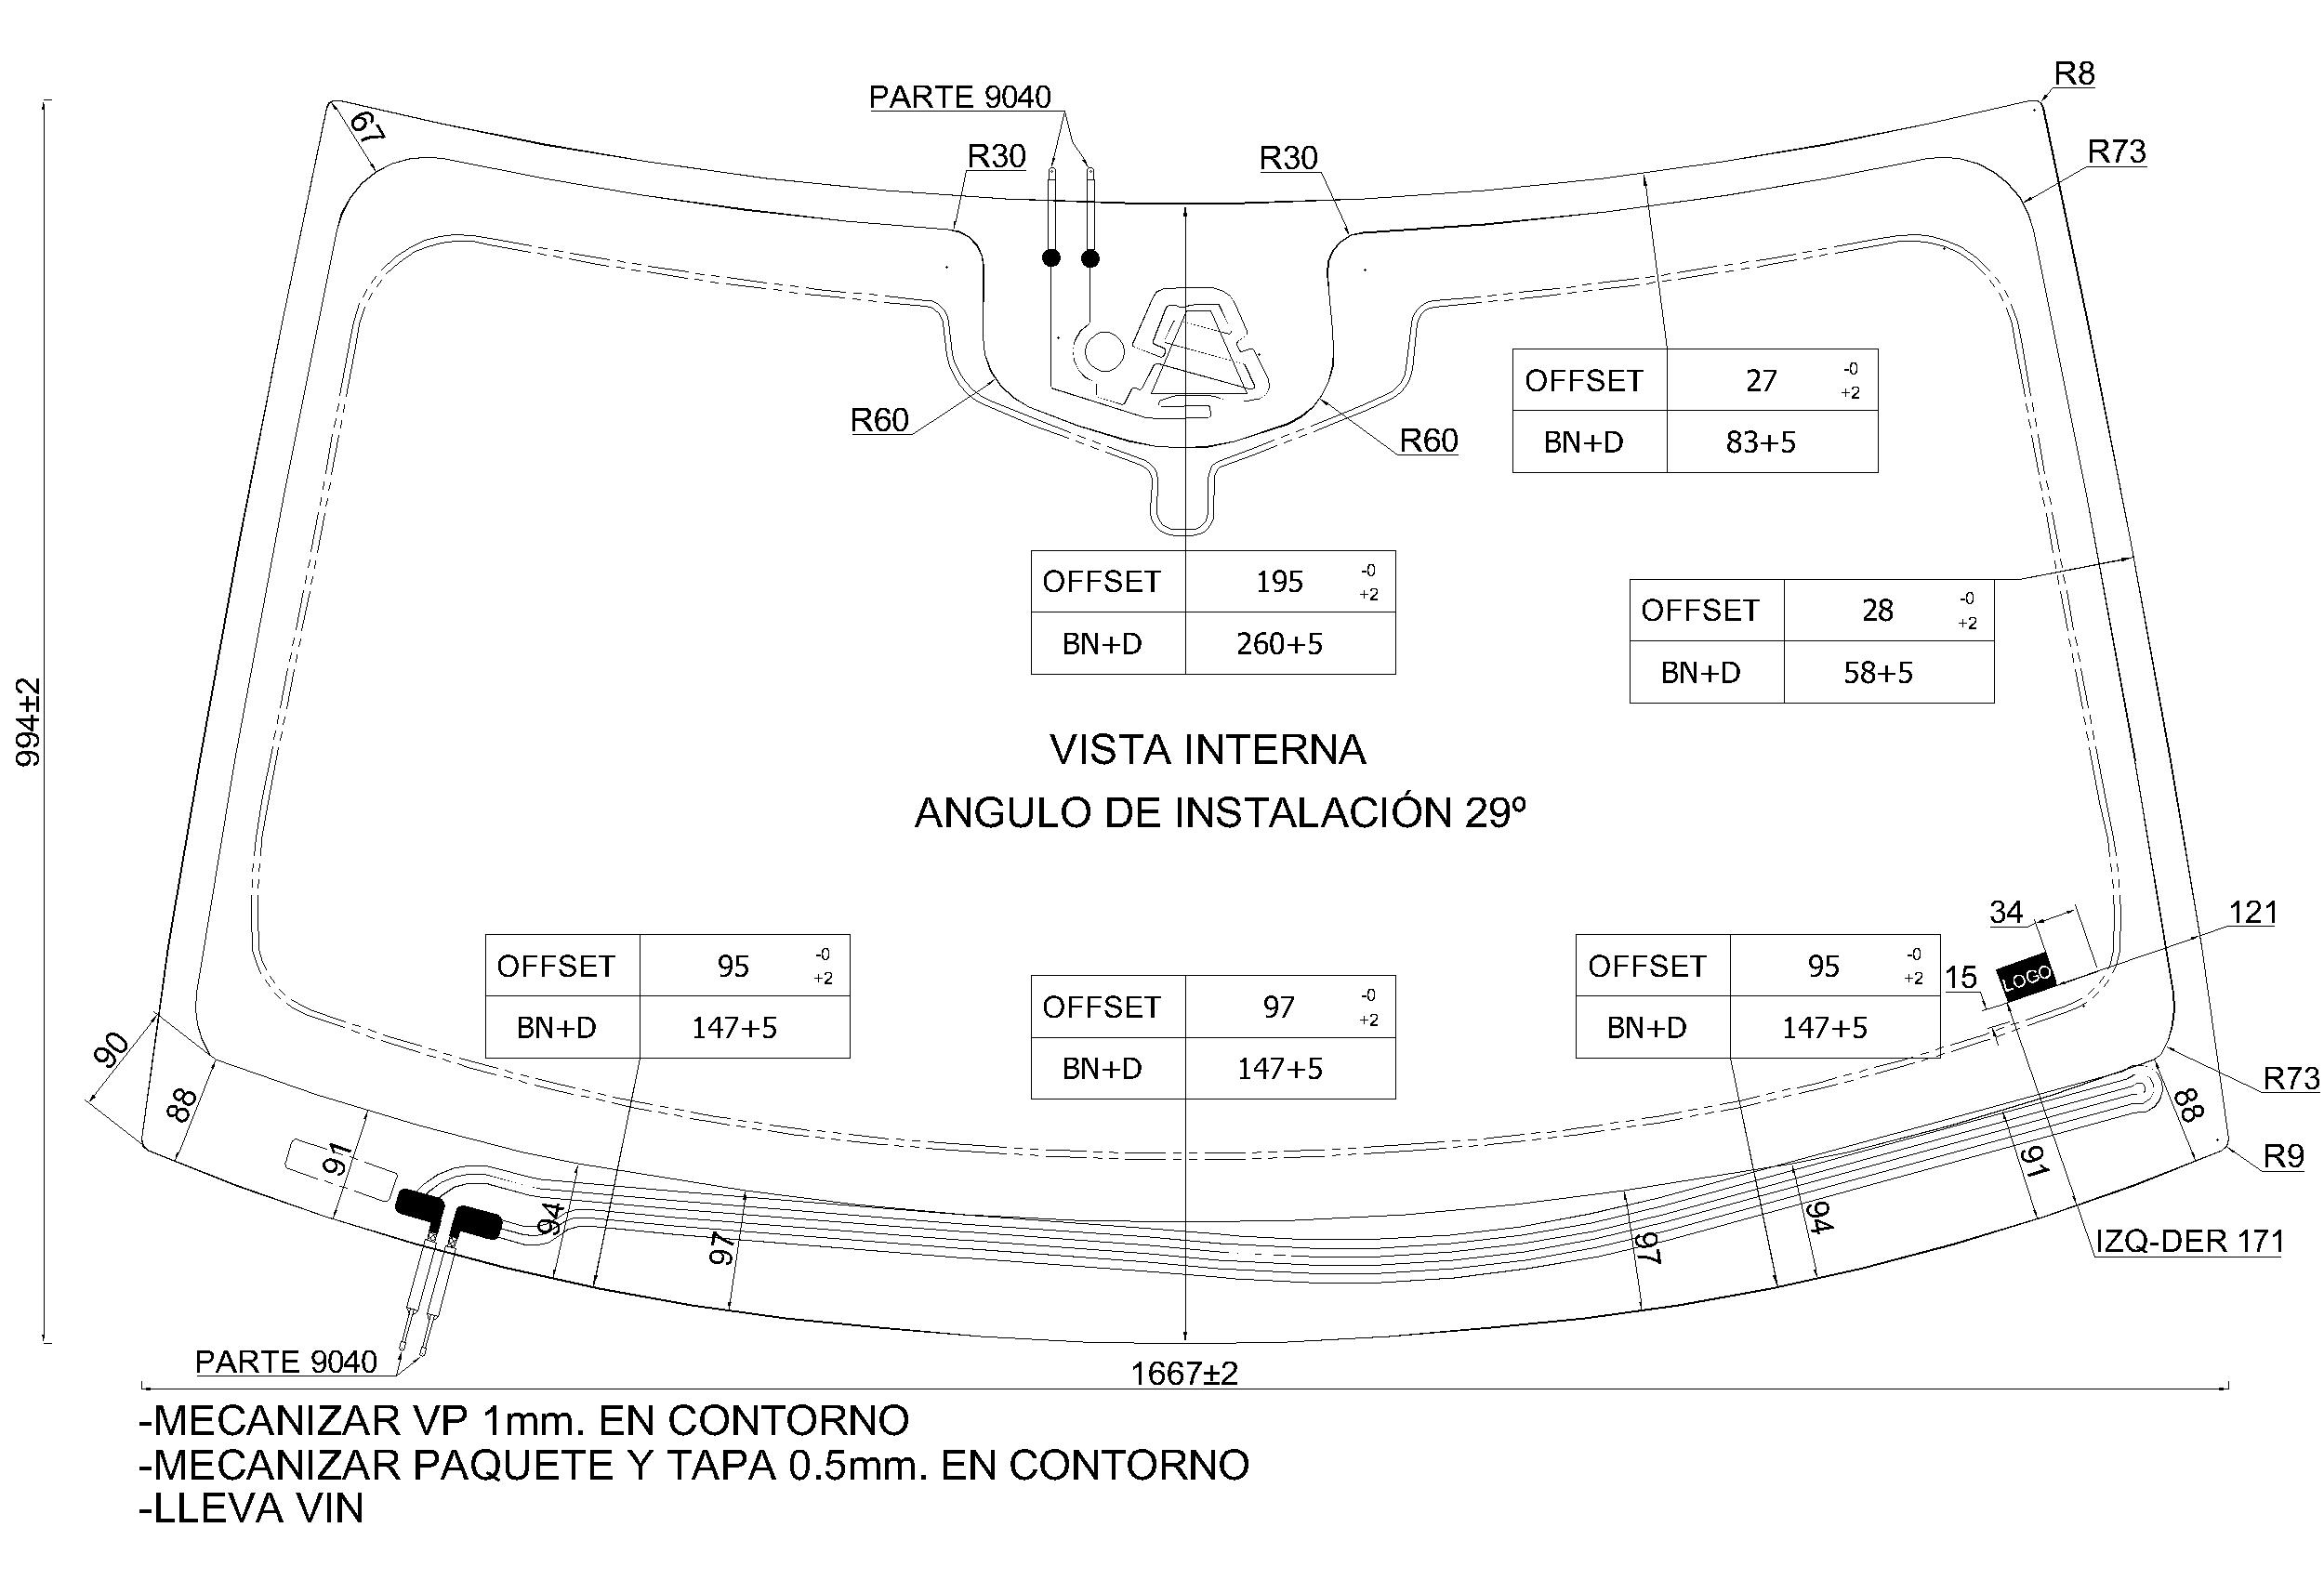 R8
PARTE 9040
67
R30
R30
R73
OFFSET 27 -0 +2
BN+D 83+5
R60
R60
OFFSET 195 -0 +2
BN+D 260+5
OFFSET 28 -0 +2
BN+D 58+5
994±2
VISTA INTERNA
ANGULO DE INSTALACIÓN 29º
34
121
OFFSET 95 -0 +2
BN+D 147+5
OFFSET 97 -0 +2
BN+D 147+5
OFFSET 95 -0 +2
BN+D 147+5
15
LOGO
90
88
R73
88
91
91
R9
94
97
97
94
IZQ-DER 171
PARTE 9040
1667±2
-MECANIZAR VP 1mm. EN CONTORNO
-MECANIZAR PAQUETE Y TAPA 0.5mm. EN CONTORNO
-LLEVA VIN